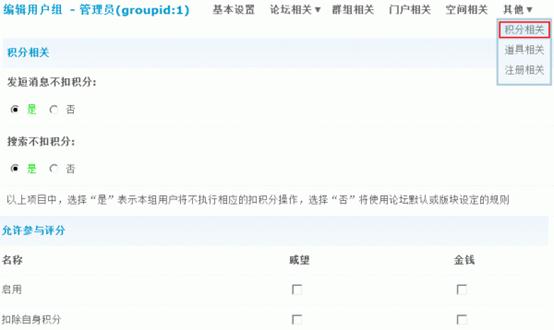 编辑用户组 - 管理员(groupid:1) 基本设置 论坛相关▼ 群组相关 门户相关 空间相关 其他▼
积分相关
道具相关
注册相关
积分相关
发短消息不扣积分:
是 否
搜索不扣积分:
是 否
以上项目中，选择“是”表示本组用户将不执行相应的扣积分操作，选择“否”将使用论坛默认或版块设定的规则
允许参与评分
名称 威望 金钱
启用
扣除自身积分